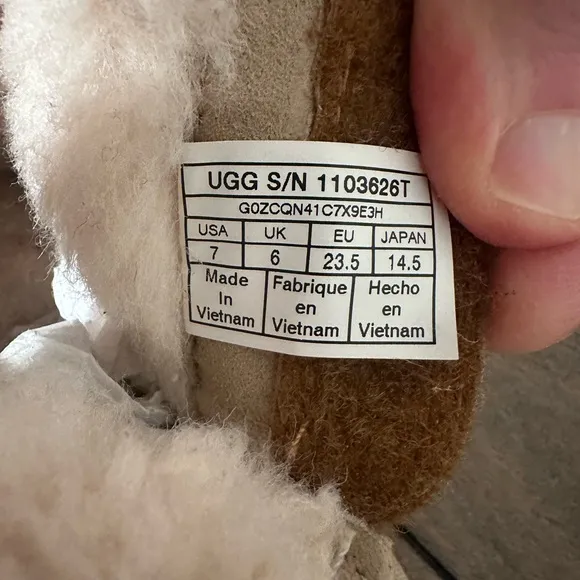 UGG S/N 1103626T
G0ZCQN41C7X9E3H
USA UK EU JAPAN
7 6 23.5 14.5
Made Fabrique Hecho
In en en
Vietnam Vietnam Vietnam